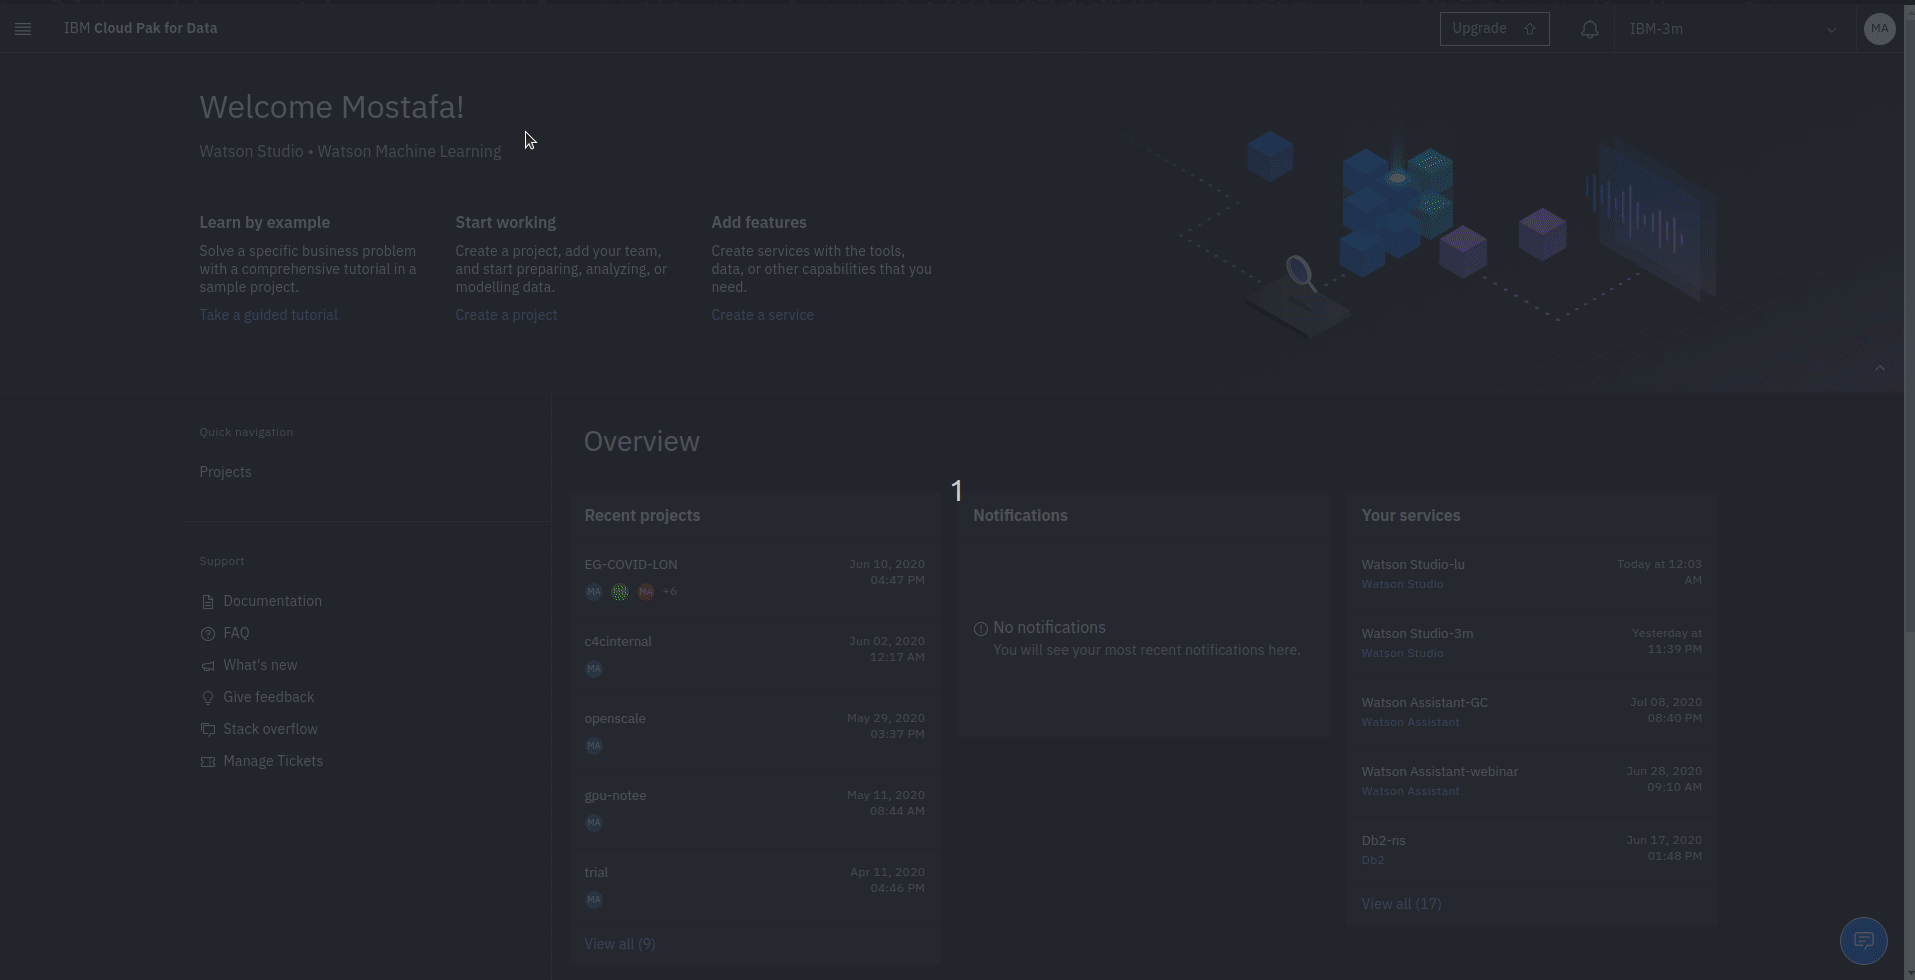 IBM Cloud Pak for Data
Upgrade
IBM-3m
MA
Welcome Mostafa!
Watson Studio • Watson Machine Learning
Learn by example
Solve a specific business problem
with a comprehensive tutorial in a
sample project.
Take a guided tutorial
Start working
Create a project, add your team,
and start preparing, analyzing, or
modelling data.
Create a project
Add features
Create services with the tools,
data, or other capabilities that you
need.
Create a service
Quick navigation
Projects
Support
Documentation
FAQ
What's new
Give feedback
Stack overflow
Manage Tickets
Overview
1
Recent projects
EG-COVID-LON
Jun 10, 2020
04:47 PM
MA
MA
+6
c4cinternal
Jun 02, 2020
12:17 AM
MA
openscale
May 29, 2020
03:37 PM
MA
gpu-notee
May 11, 2020
08:44 AM
MA
trial
Apr 11, 2020
04:46 PM
MA
View all (9)
Notifications
No notifications
You will see your most recent notifications here.
Your services
Watson Studio-lu
Today at 12:03
AM
Watson Studio
Watson Studio-3m
Yesterday at
11:39 PM
Watson Studio
Watson Assistant-GC
Jul 08, 2020
08:40 PM
Watson Assistant
Watson Assistant-webinar
Jun 28, 2020
09:10 AM
Watson Assistant
Db2-ns
Jun 17, 2020
01:48 PM
Db2
View all (17)